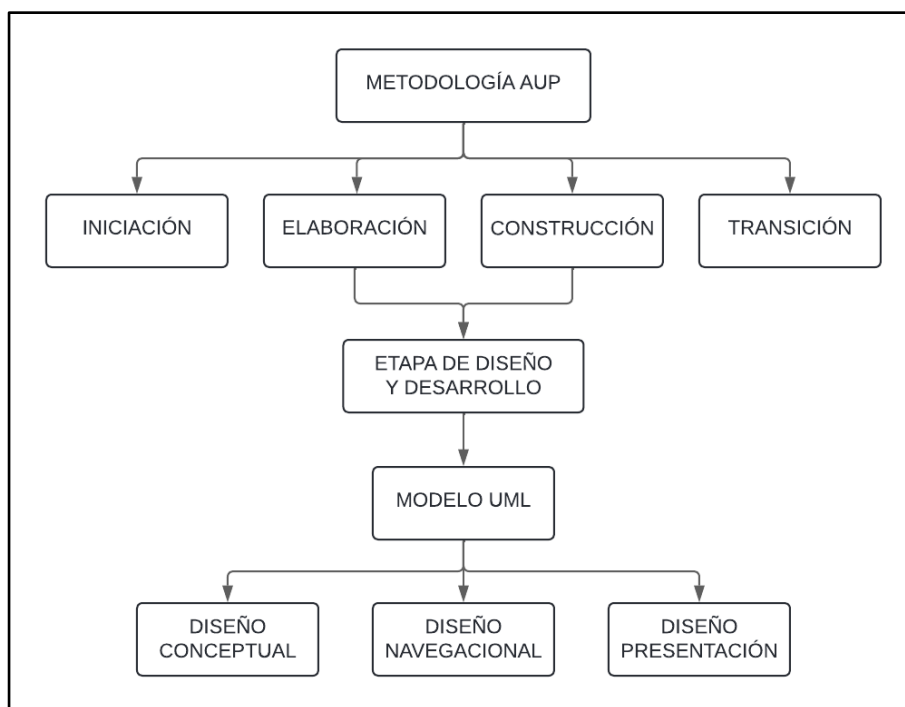 METODOLOGÍA AUP
INICIACIÓN
ELABORACIÓN
CONSTRUCCIÓN
TRANSICIÓN
ETAPA DE DISEÑO
Y DESARROLLO
MODELO UML
DISEÑO
CONCEPTUAL
DISEÑO
NAVEGACIONAL
DISEÑO
PRESENTACIÓN